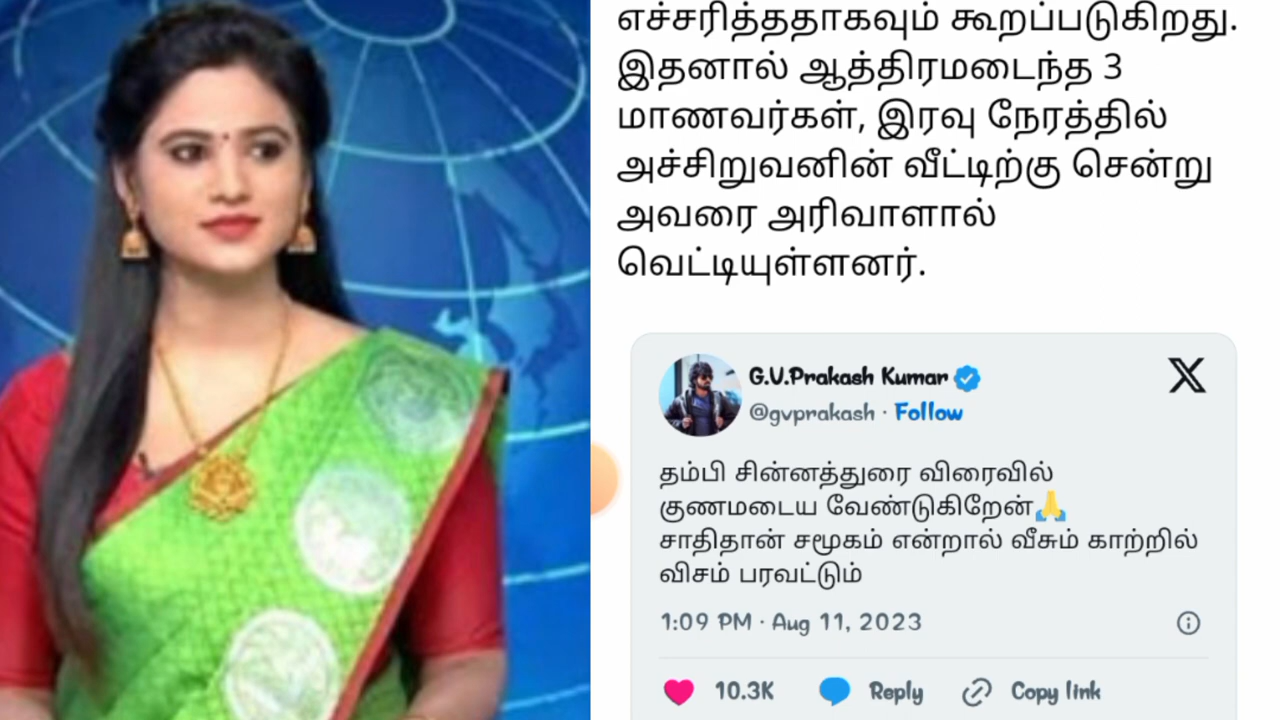 எச்சரித்ததாகவும் கூறப்படுகிறது.
இதனால் ஆத்திரமடைந்த 3
மாணவர்கள், இரவு நேரத்தில்
அச்சிறுவனின் வீட்டிற்கு சென்று
அவரை அரிவாளால்
வெட்டியுள்ளனர்.
G.V.Prakash Kumar
@gvprakash · Follow
தம்பி சின்னத்துரை விரைவில்
குணமடைய வேண்டுகிறேன்🙏
சாதிதான் சமூகம் என்றால் வீசும் காற்றில்
விசம் பரவட்டும்
1:09 PM · Aug 11, 2023
10.3K Reply Copy link